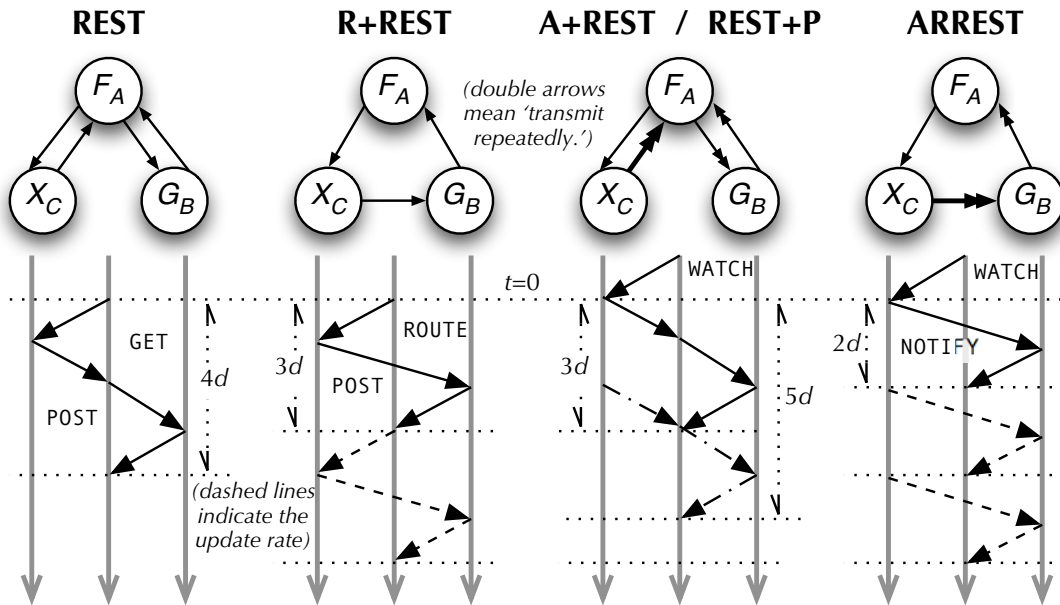 REST
R+REST
A+REST / REST+P
ARREST
F_A
X_C
G_B
F_A
X_C
G_B
(double arrows
mean ‘transmit
repeatedly.’)
F_A
X_C
G_B
F_A
X_C
G_B
t=0
GET
POST
4d
(dashed lines
indicate the
update rate)
ROUTE
POST
3d
WATCH
3d
5d
WATCH
NOTIFY
2d